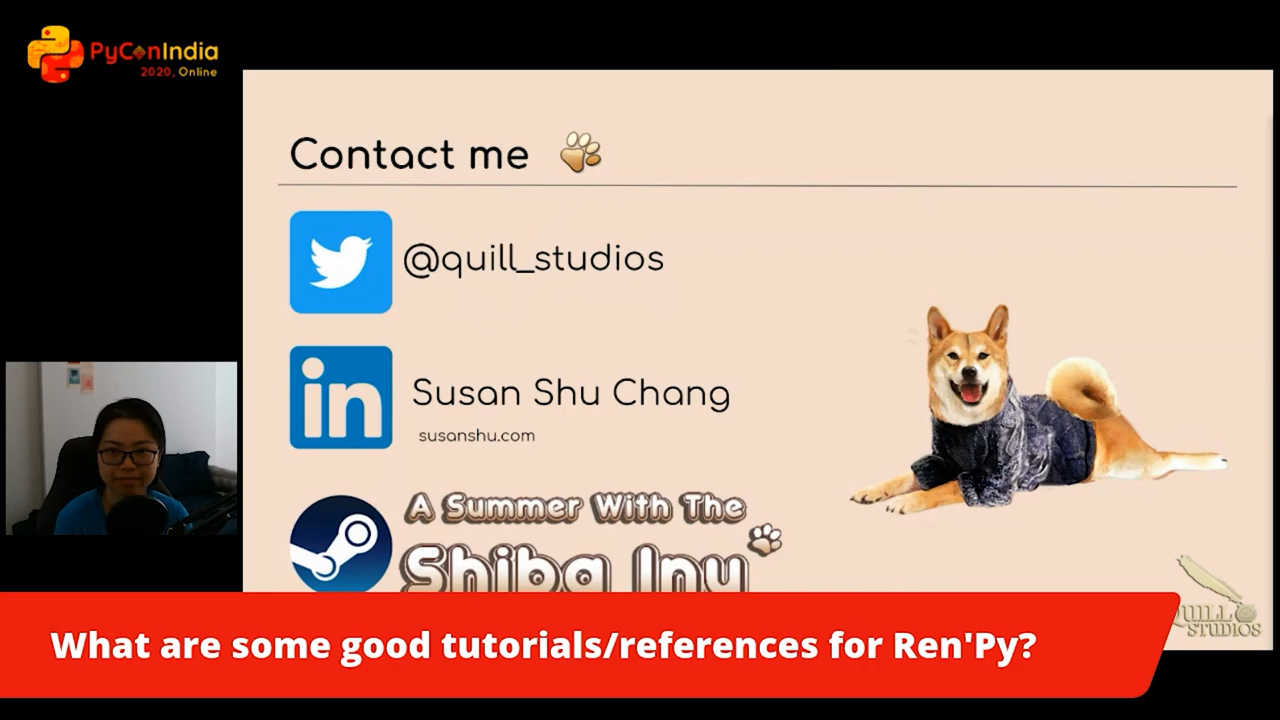 PyConIndia
2020, Online
Contact me
@quill_studios
Susan Shu Chang
susanshu.com
A Summer With The
Shiba Inu
QUILL
STUDIOS
What are some good tutorials/references for Ren'Py?